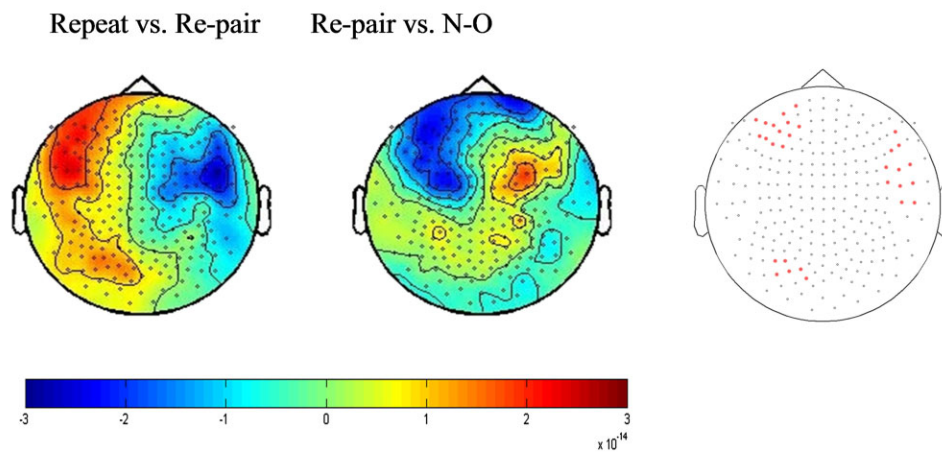 Repeat vs. Re-pair
Re-pair vs. N-O
-3 -2 -1 0 1 2 3
x 10⁻¹⁴